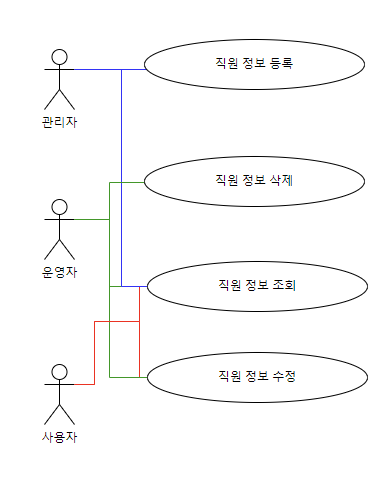 직원 정보 등록
관리자
직원 정보 삭제
운영자
직원 정보 조회
직원 정보 수정
사용자